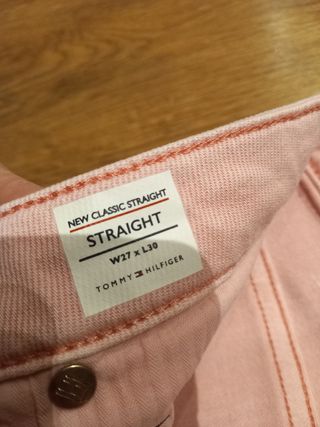 NEW CLASSIC STRAIGHT
STRAIGHT
W27 x L30
TOMMY HILFIGER